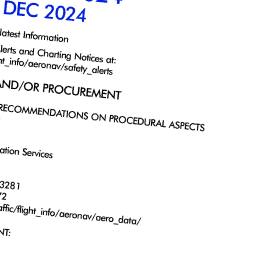 DEC 2024
latest Information
lerts and Charting Notices at:
ht_info/aeronav/safety_alerts
AND/OR PROCUREMENT
RECOMMENDATIONS ON PROCEDURAL ASPECTS
ation Services
3281
72
affic/flight_info/aeronav/aero_data/
NT: